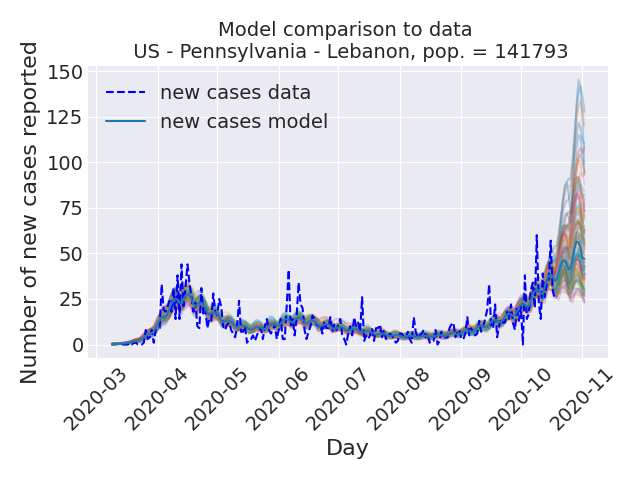 Model comparison to data
US - Pennsylvania - Lebanon, pop. = 141793
Number of new cases reported
150
125
100
75
50
25
0
new cases data
new cases model
2020-03
2020-04
2020-05
2020-06
2020-07
2020-08
2020-09
2020-10
2020-11
Day